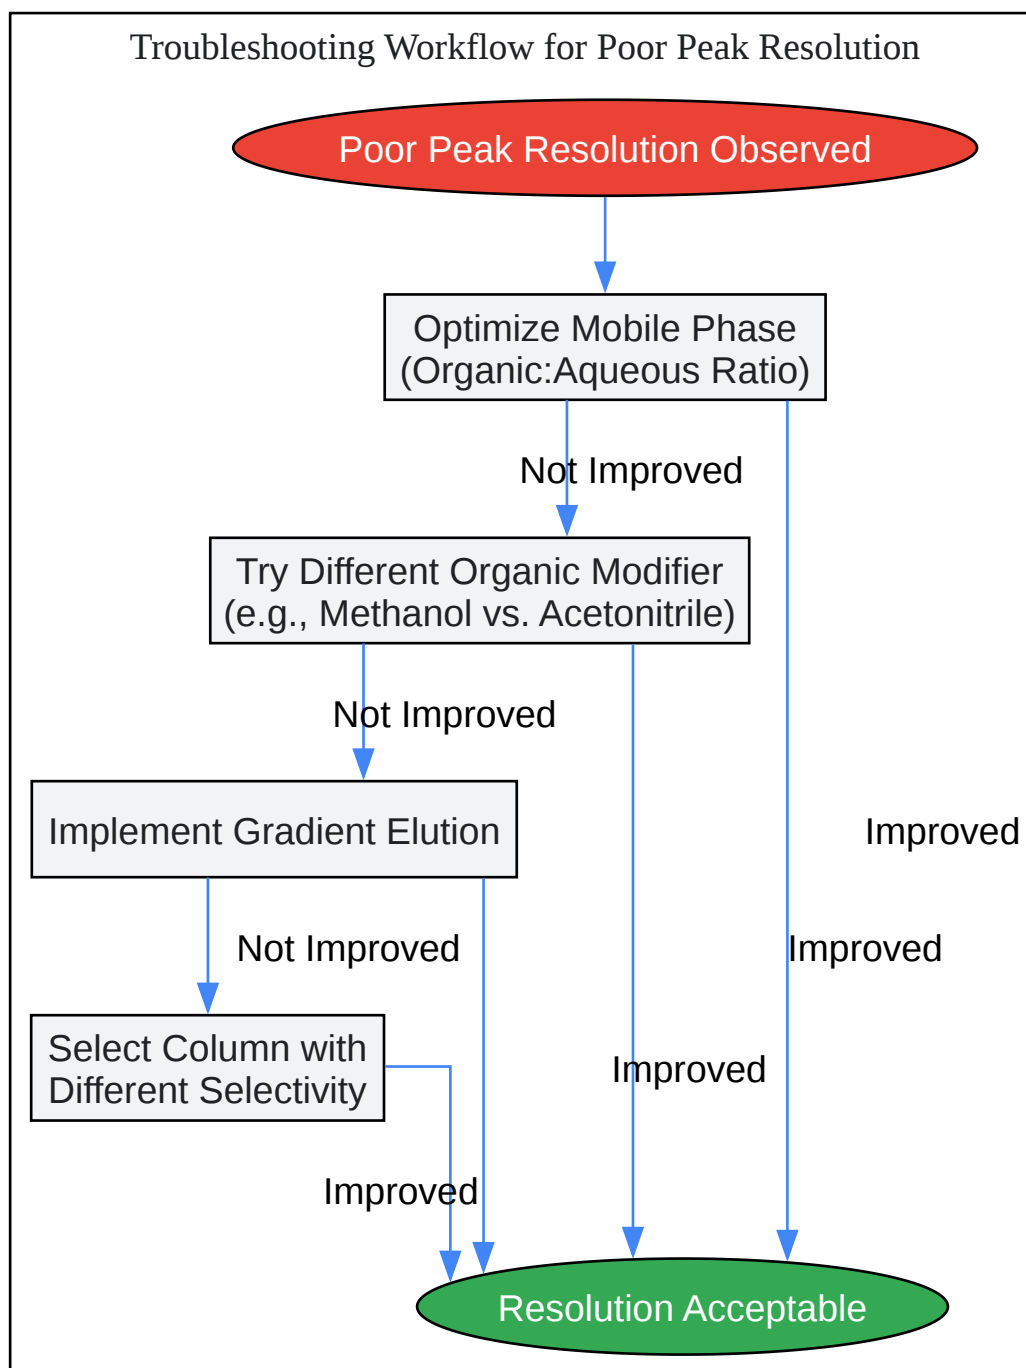 Troubleshooting Workflow for Poor Peak Resolution
Poor Peak Resolution Observed
Optimize Mobile Phase
(Organic:Aqueous Ratio)
Not Improved
Try Different Organic Modifier
(e.g., Methanol vs. Acetonitrile)
Not Improved
Implement Gradient Elution
Improved
Not Improved
Improved
Select Column with
Different Selectivity
Improved
Improved
Resolution Acceptable